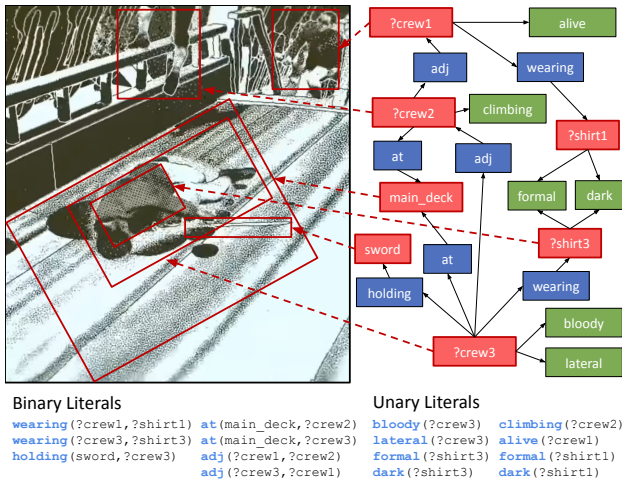 ?crew1
alive
adj
wearing
?crew2
climbing
?shirt1
at
adj
main_deck
formal
dark
sword
?shirt3
at
holding
wearing
?crew3
bloody
lateral
Binary Literals
wearing(?crew1,?shirt1) at(main_deck,?crew2)
wearing(?crew3,?shirt3) at(main_deck,?crew3)
holding(sword,?crew3) adj(?crew1,?crew2)
adj(?crew3,?crew1)
Unary Literals
bloody(?crew3) climbing(?crew2)
lateral(?crew3) alive(?crew1)
formal(?shirt3) formal(?shirt1)
dark(?shirt3) dark(?shirt1)